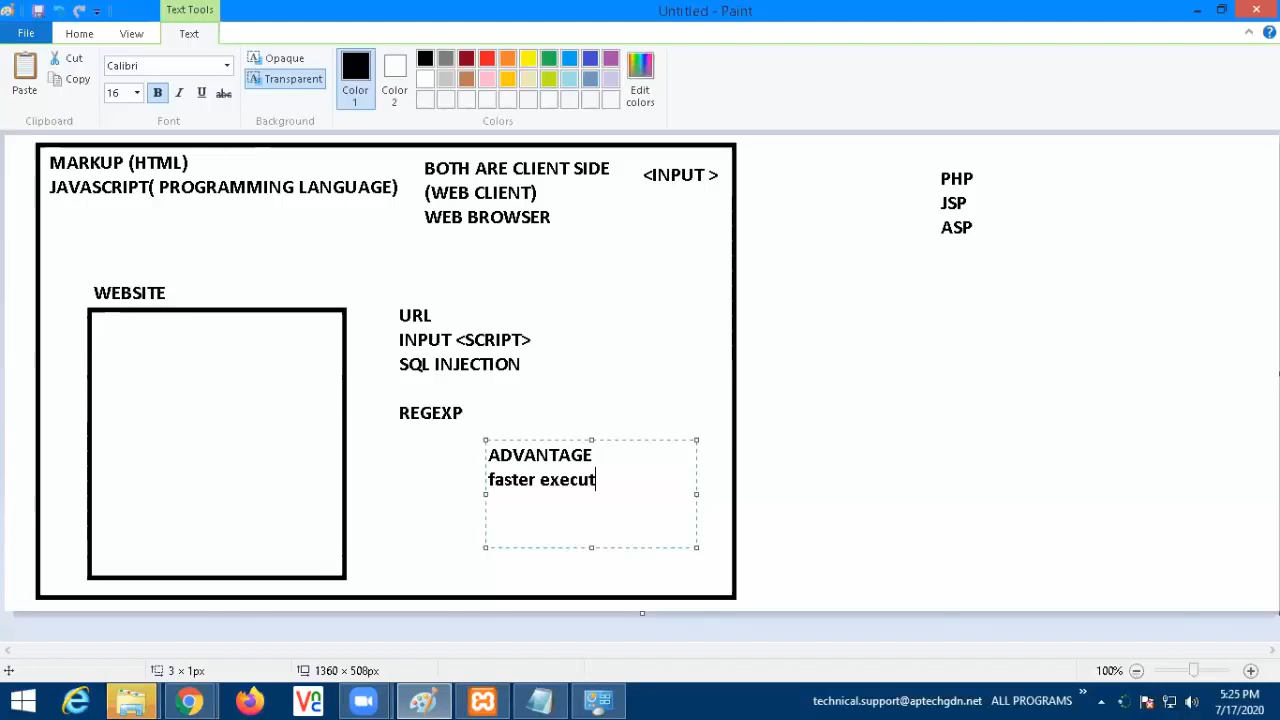 Text Tools
Untitled - Paint
File
Home
View
Text
Paste
Cut
Copy
Clipboard
Calibri
16
B
I
U
abc
Font
Opaque
Transparent
Background
Color 1
Color 2
Edit colors
Colors
MARKUP (HTML)
JAVASCRIPT( PROGRAMMING LANGUAGE)
BOTH ARE CLIENT SIDE
(WEB CLIENT)
WEB BROWSER
<INPUT >
PHP
JSP
ASP
WEBSITE
URL
INPUT <SCRIPT>
SQL INJECTION
REGEXP
ADVANTAGE
faster execut
3 × 1px
1360 × 508px
100%
technical.support@aptechgdn.net
ALL PROGRAMS
5:25 PM
7/17/2020